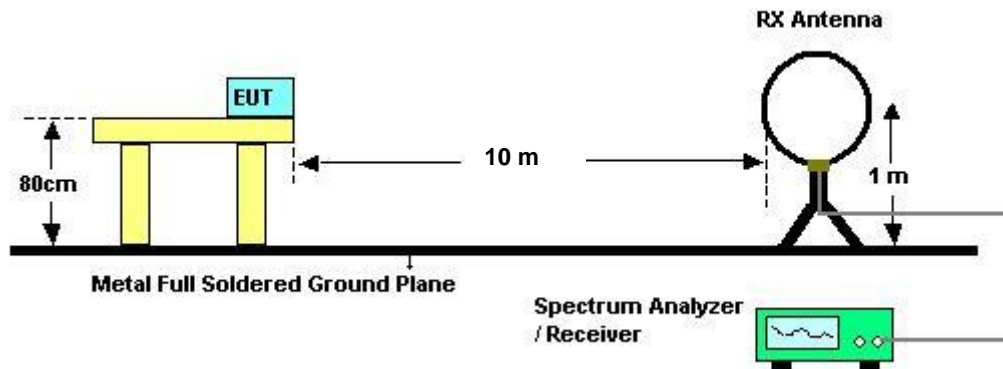 RX Antenna
EUT
10 m
80cm
1 m
Metal Full Soldered Ground Plane
Spectrum Analyzer
/ Receiver